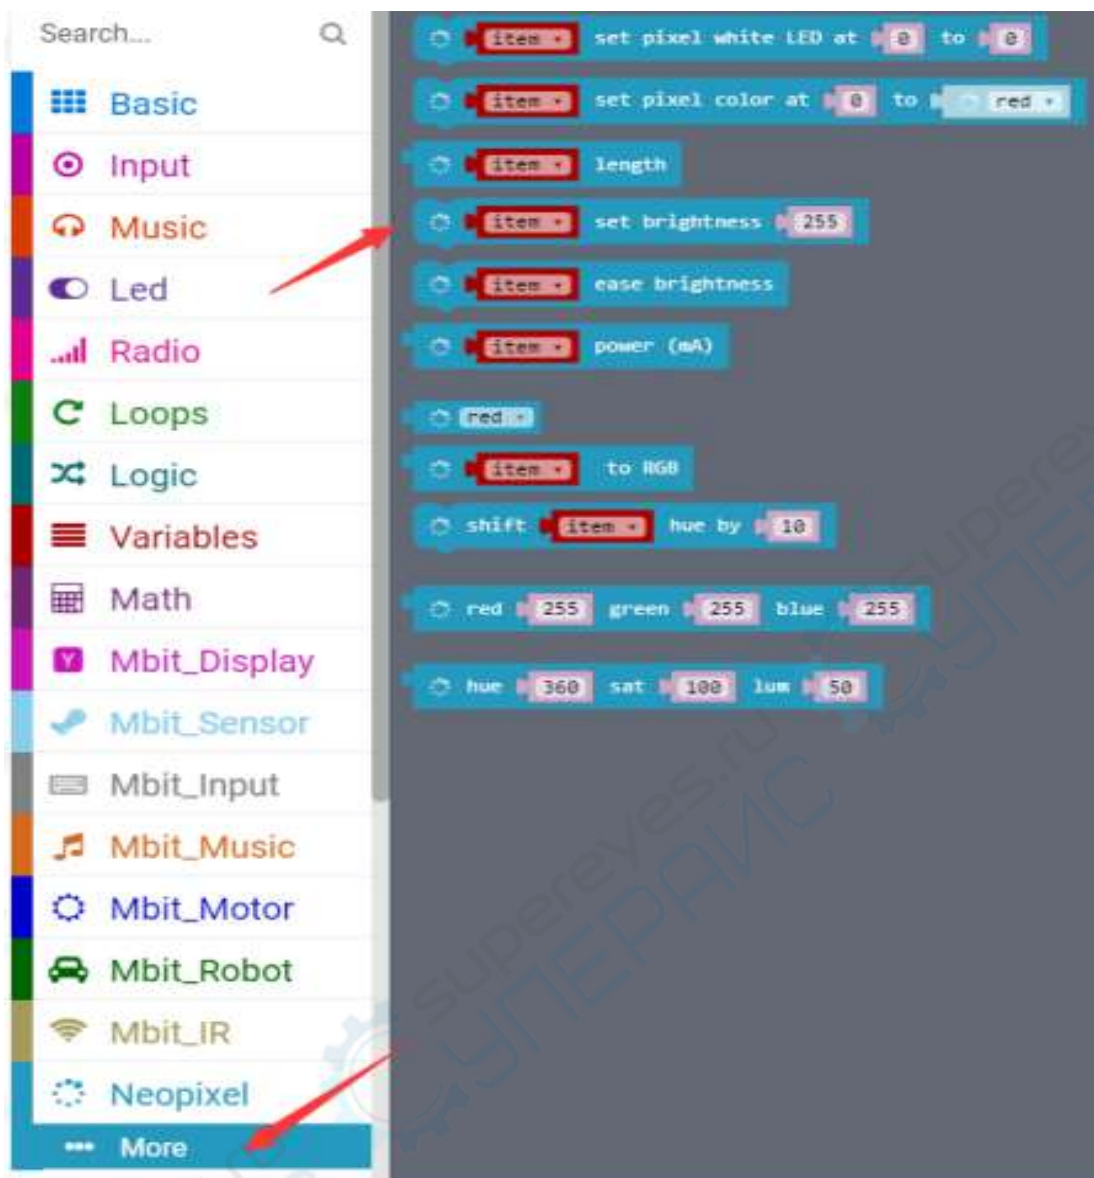 Search...
Basic
Input
Music
Led
Radio
Loops
Logic
Variables
Math
Mbit_Display
Mbit_Sensor
Mbit_Input
Mbit_Music
Mbit_Motor
Mbit_Robot
Mbit_IR
Neopixel
More
item set pixel white LED at 0 to 0
item set pixel color at 0 to red
item length
item set brightness 255
item ease brightness
item power (mA)
red
item to RGB
shift item hue by 10
red 255 green 255 blue 255
hue 360 sat 100 lum 50
supereyes.ru
СУПЕРАЙС